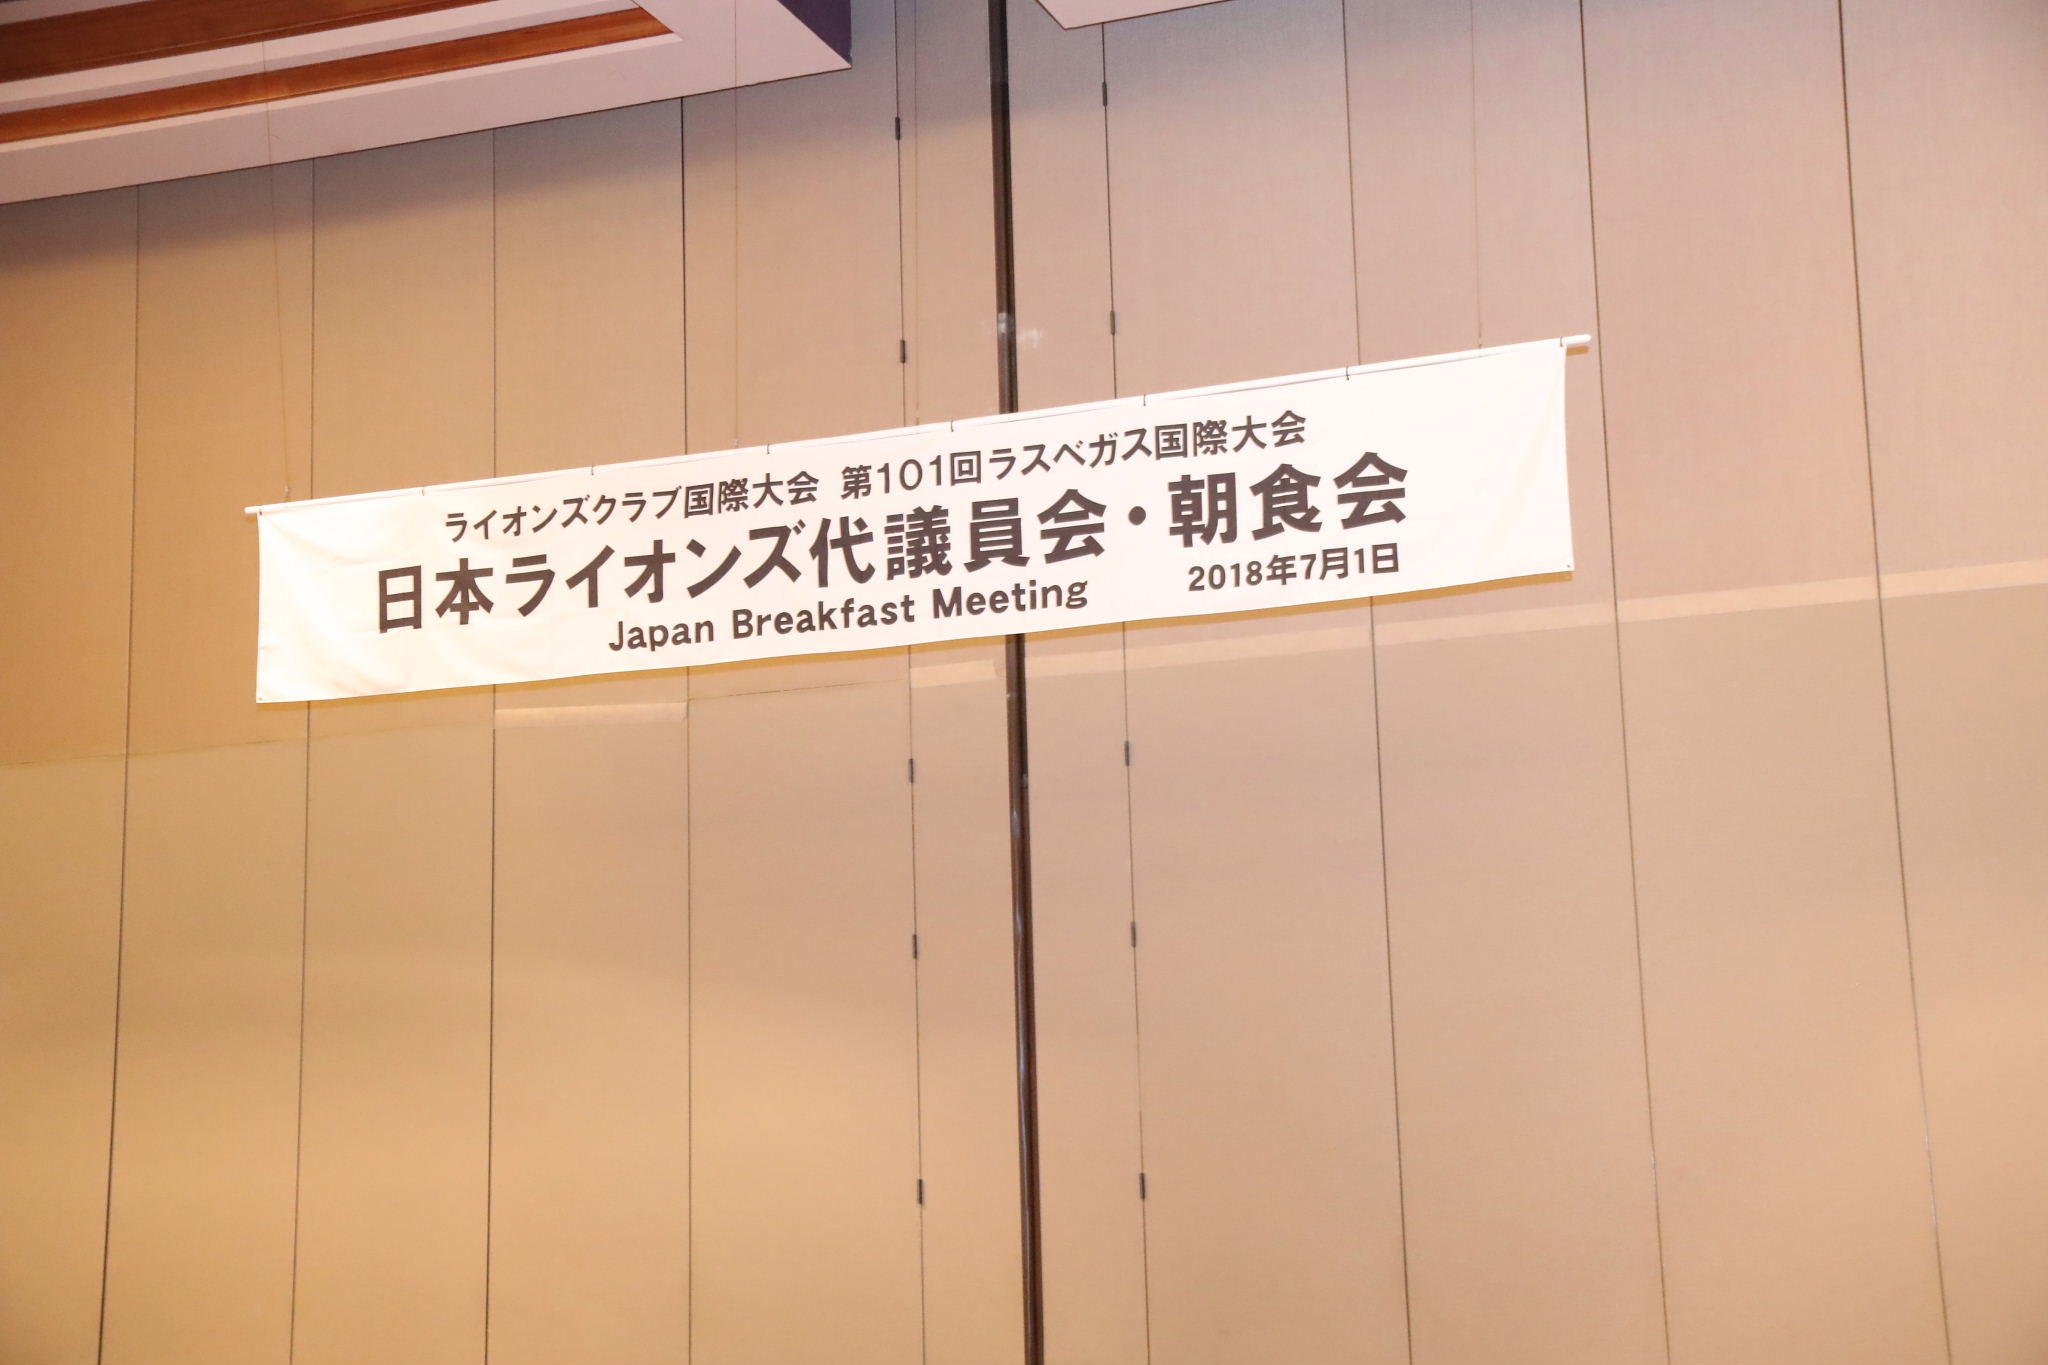 ライオンズクラブ国際大会 第101回ラスベガス国際大会
日本ライオンズ代議員会・朝食会
Japan Breakfast Meeting 2018年7月1日